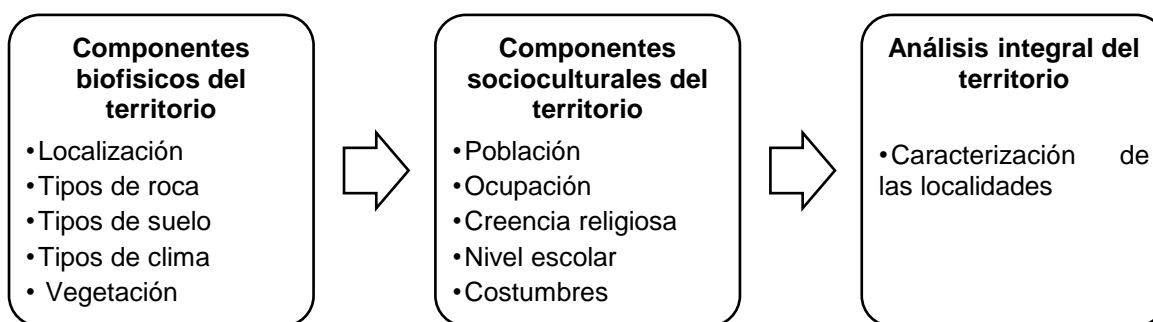 Componentes
biofisicos del
territorio
•Localización
•Tipos de roca
•Tipos de suelo
•Tipos de clima
• Vegetación
Componentes
socioculturales del
territorio
•Población
•Ocupación
•Creencia religiosa
•Nivel escolar
•Costumbres
Análisis integral del
territorio
•Caracterización de
las localidades